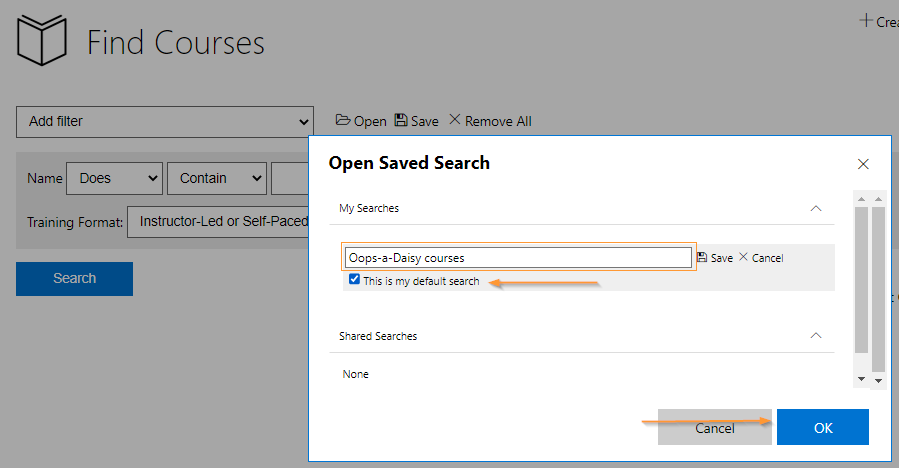 Find Courses
Crea
Add filter
Open Save Remove All
Name Does Contain
Training Format: Instructor-Led or Self-Paced
Search
Open Saved Search
My Searches
Oops-a-Daisy courses Save Cancel
This is my default search
Shared Searches
None
Cancel OK